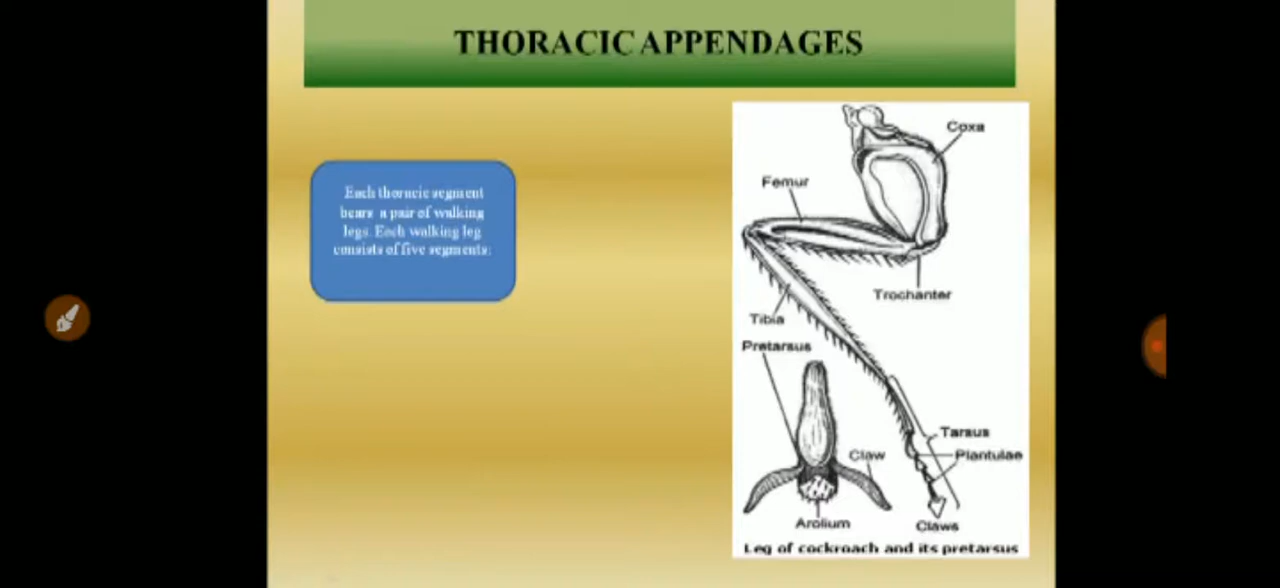 THORACIC APPENDAGES
Each thoracic segment
bears a pair of walking
legs. Each walking leg
consists of five segments:
Coxa
Femur
Trochanter
Tibia
Pretarsus
Tarsus
Claw
Plantulae
Arolium
Claws
Leg of cockroach and its pretarsus